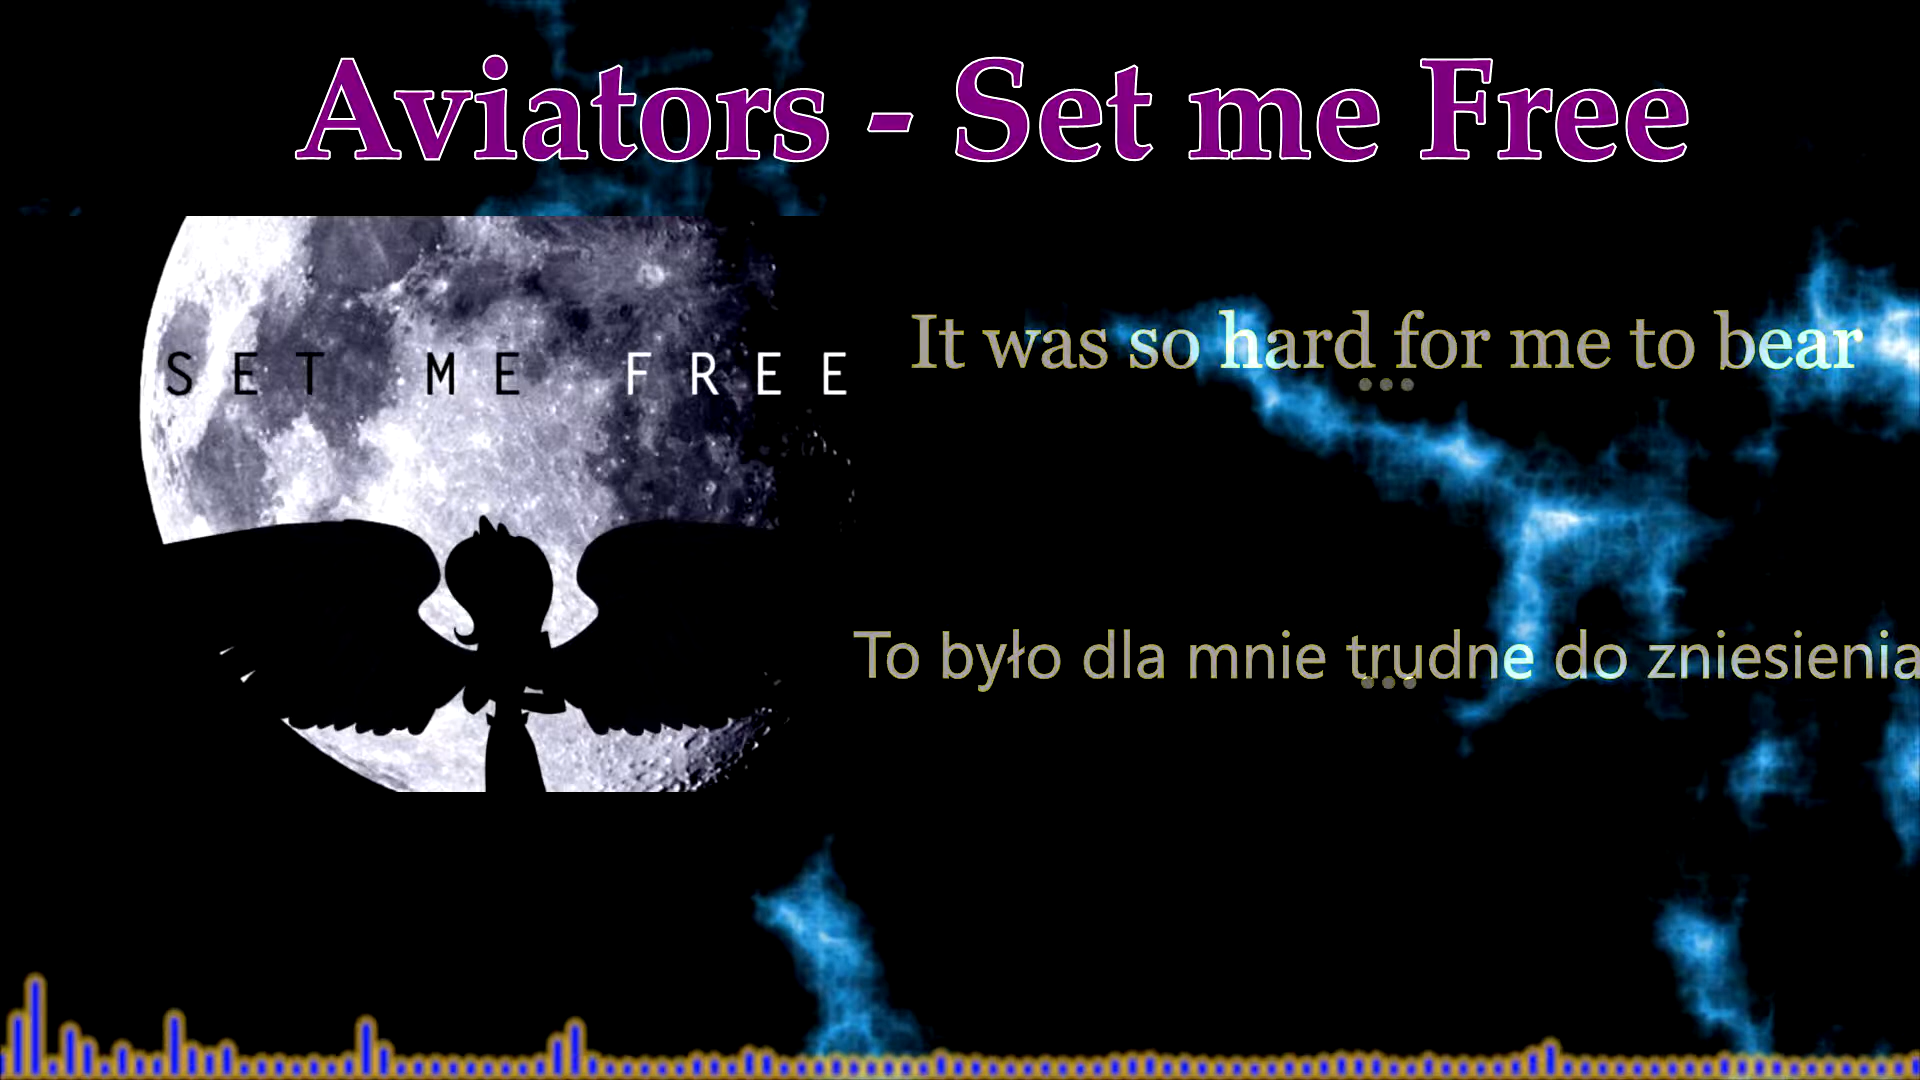 Aviators - Set me Free
SET ME FREE
It was so hard for me to bear
...
To było dla mnie trudne do zniesienia
...